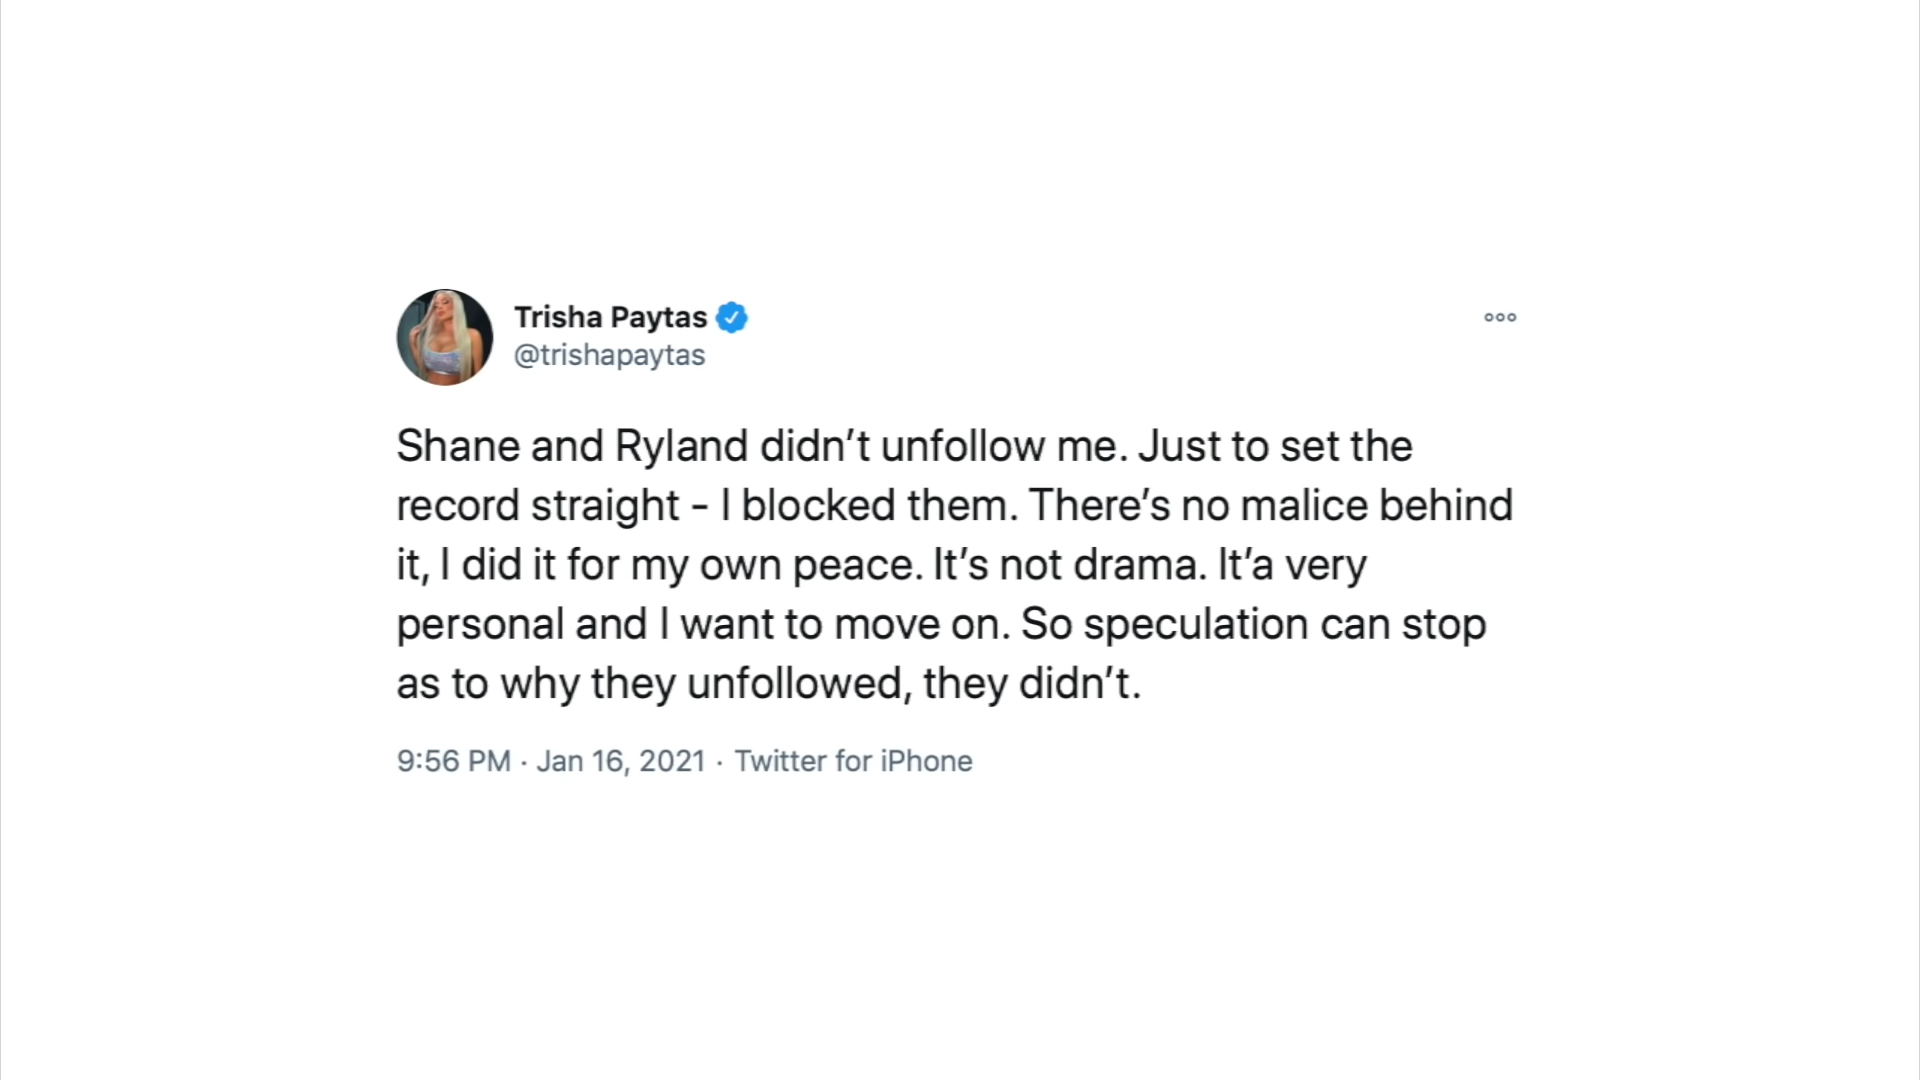 Trisha Paytas
@trishapaytas
Shane and Ryland didn’t unfollow me. Just to set the
record straight - I blocked them. There’s no malice behind
it, I did it for my own peace. It’s not drama. It’a very
personal and I want to move on. So speculation can stop
as to why they unfollowed, they didn’t.
9:56 PM · Jan 16, 2021 · Twitter for iPhone